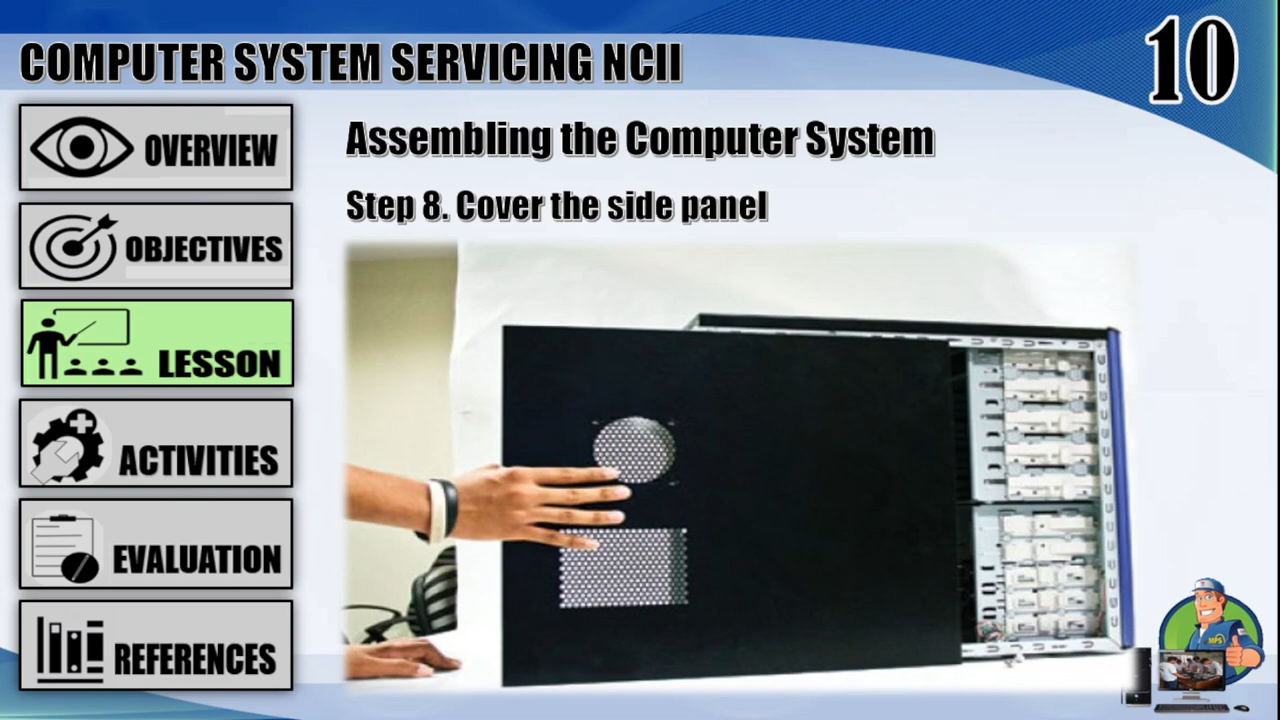 COMPUTER SYSTEM SERVICING NCII
10
OVERVIEW
OBJECTIVES
LESSON
ACTIVITIES
EVALUATION
REFERENCES
Assembling the Computer System
Step 8. Cover the side panel